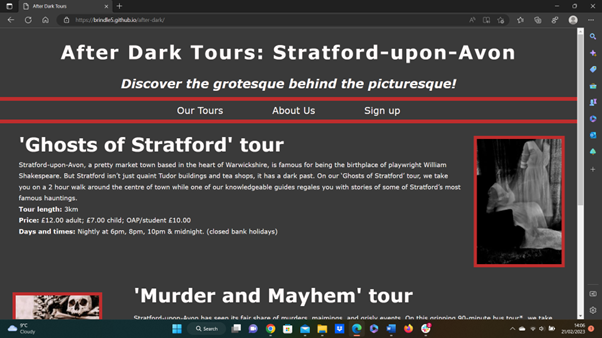 After Dark Tours
https://brindle5.github.io/after-dark/
After Dark Tours: Stratford-upon-Avon
Discover the grotesque behind the picturesque!
Our Tours About Us Sign up
'Ghosts of Stratford' tour
Stratford-upon-Avon, a pretty market town based in the heart of Warwickshire, is famous for being the birthplace of playwright William
Shakespeare. But Stratford isn't just quaint Tudor buildings and tea shops, it has a dark past. On our 'Ghosts of Stratford' tour, we take
you on a 2 hour walk around the centre of town while one of our knowledgeable guides regales you with stories of some of Stratford's most
famous hauntings.
Tour length: 3km
Price: £12.00 adult; £7.00 child; OAP/student £10.00
Days and times: Nightly at 6pm, 8pm, 10pm & midnight. (closed bank holidays)
'Murder and Mayhem' tour
Stratford-upon-Avon has seen its fair share of murders, maimings, and grisly events. On this gripping 90-minute bus tour*, we take
9°C
Cloudy
Search
14:06
21/02/2023